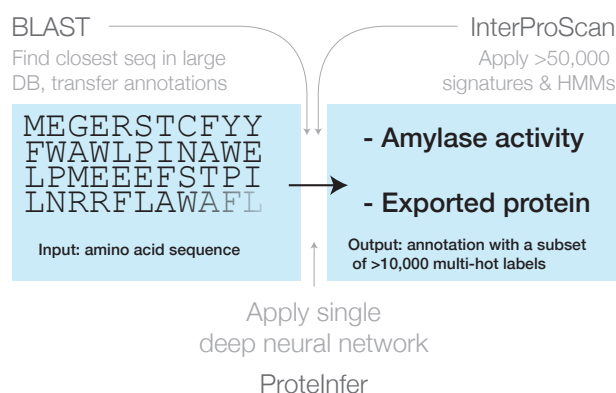 BLAST
Find closest seq in large
DB, transfer annotations
InterProScan
Apply >50,000
signatures & HMMs
MEGERSTCFYY
FWAWLPINAWE
LPMEEEFSTPI
LNRRFLAWAFL
Input: amino acid sequence
- Amylase activity
- Exported protein
Output: annotation with a subset
of >10,000 multi-hot labels
Apply single
deep neural network
ProteInfer